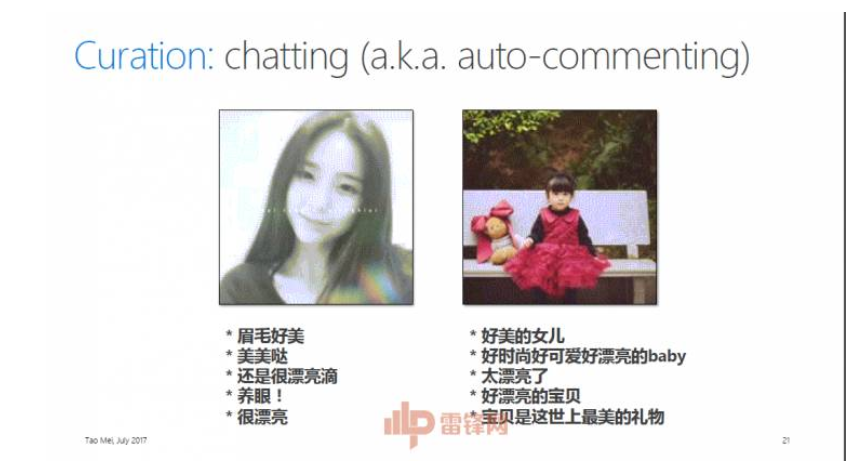 Curation: chatting (a.k.a. auto-commenting)
* 眉毛好美
* 美美哒
* 还是很漂亮滴
* 养眼！
* 很漂亮
* 好美的女儿
* 好时尚好可爱好漂亮的baby
* 太漂亮了
* 好漂亮的宝贝
* 宝贝是这世上最美的礼物
雷锋网
Tao Mei, July 2017
21